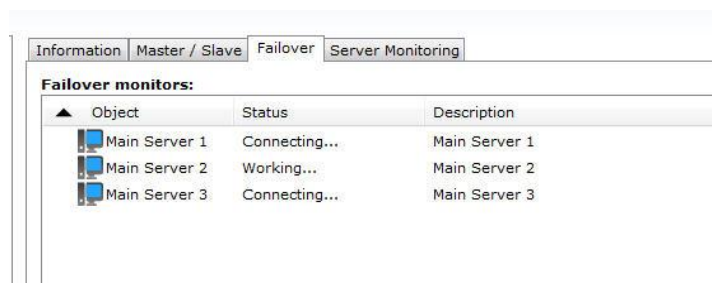 Information Master / Slave Failover Server Monitoring
Failover monitors:
Object Status Description
Main Server 1 Connecting... Main Server 1
Main Server 2 Working... Main Server 2
Main Server 3 Connecting... Main Server 3